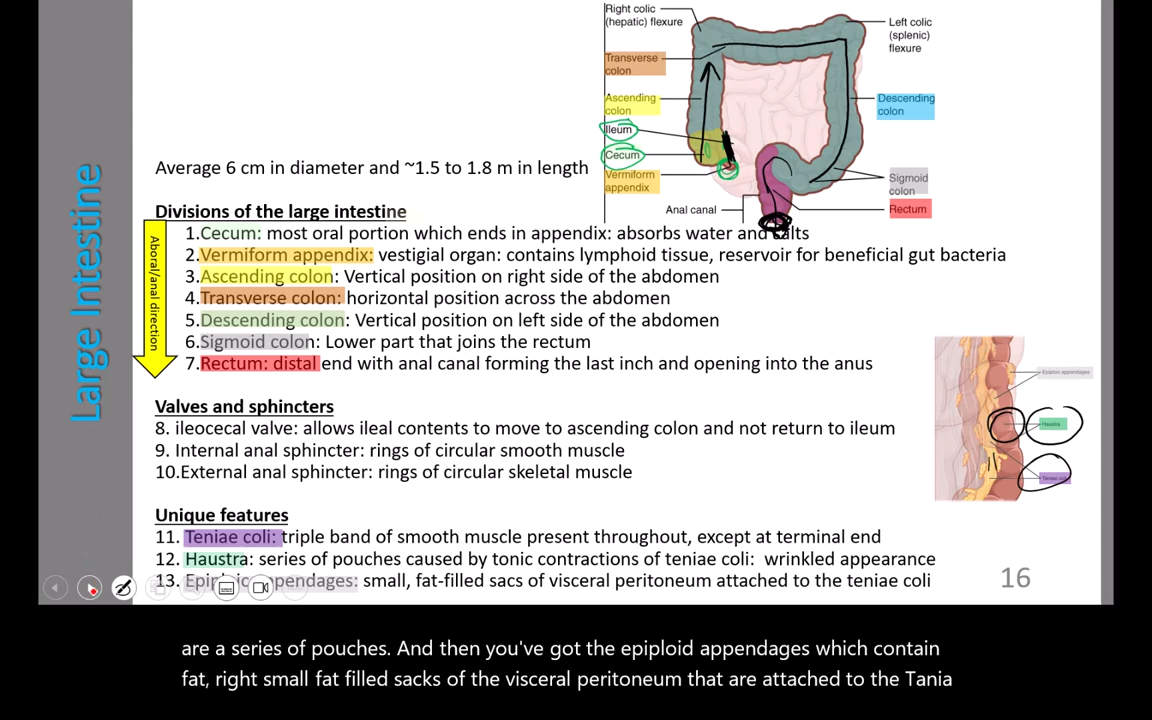 Right colic
(hepatic) flexure
Left colic
(splenic)
flexure
Transverse
colon
Ascending
colon
Descending
colon
Ileum
Cecum
Vermiform
appendix
Sigmoid
colon
Anal canal
Rectum
Large Intestine
Average 6 cm in diameter and ~1.5 to 1.8 m in length
Divisions of the large intestine
Aboral/anal direction
1.Cecum: most oral portion which ends in appendix: absorbs water and salts
2.Vermiform appendix: vestigial organ: contains lymphoid tissue, reservoir for beneficial gut bacteria
3.Ascending colon: Vertical position on right side of the abdomen
4.Transverse colon: horizontal position across the abdomen
5.Descending colon: Vertical position on left side of the abdomen
6.Sigmoid colon: Lower part that joins the rectum
7.Rectum: distal end with anal canal forming the last inch and opening into the anus
Valves and sphincters
8. ileocecal valve: allows ileal contents to move to ascending colon and not return to ileum
9. Internal anal sphincter: rings of circular smooth muscle
10.External anal sphincter: rings of circular skeletal muscle
Epiploic appendages
Haustra
Teniae coli
Unique features
11. Teniae coli: triple band of smooth muscle present throughout, except at terminal end
12. Haustra: series of pouches caused by tonic contractions of teniae coli: wrinkled appearance
13. Epiploic appendages: small, fat-filled sacs of visceral peritoneum attached to the teniae coli
16
are a series of pouches. And then you've got the epiploid appendages which contain
fat, right small fat filled sacks of the visceral peritoneum that are attached to the Tania